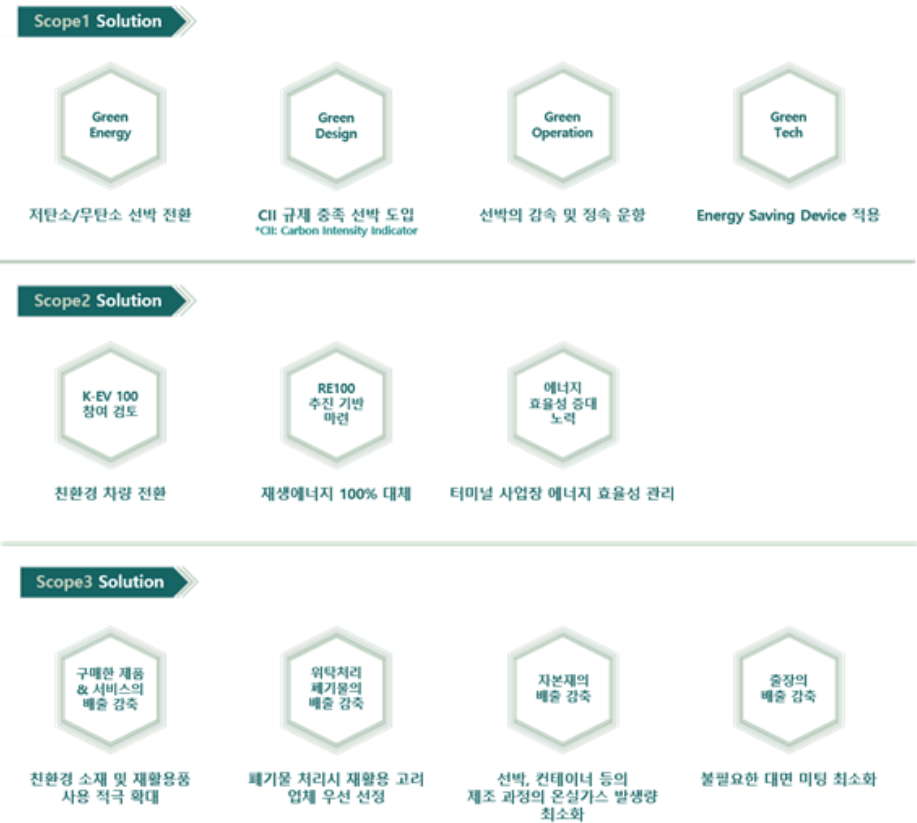 Scope1 Solution
Green
Energy
Green
Design
Green
Operation
Green
Tech
저탄소/무탄소 선박 전환
CII 규제 충족 선박 도입
*CII: Carbon Intensity Indicator
선박의 감속 및 정속 운항
Energy Saving Device 적용
Scope2 Solution
K-EV 100
참여 검토
RE100
추진 기반
마련
에너지
효율성 증대
노력
친환경 차량 전환
재생에너지 100% 대체
터미널 사업장 에너지 효율성 관리
Scope3 Solution
구매한 제품
& 서비스의
배출 감축
위탁처리
폐기물의
배출 감축
자본재의
배출 감축
출장의
배출 감축
친환경 소재 및 재활용품
사용 적극 확대
폐기물 처리시 재활용 고려
업체 우선 선정
선박, 컨테이너 등의
제조 과정의 온실가스 발생량
최소화
불필요한 대면 미팅 최소화